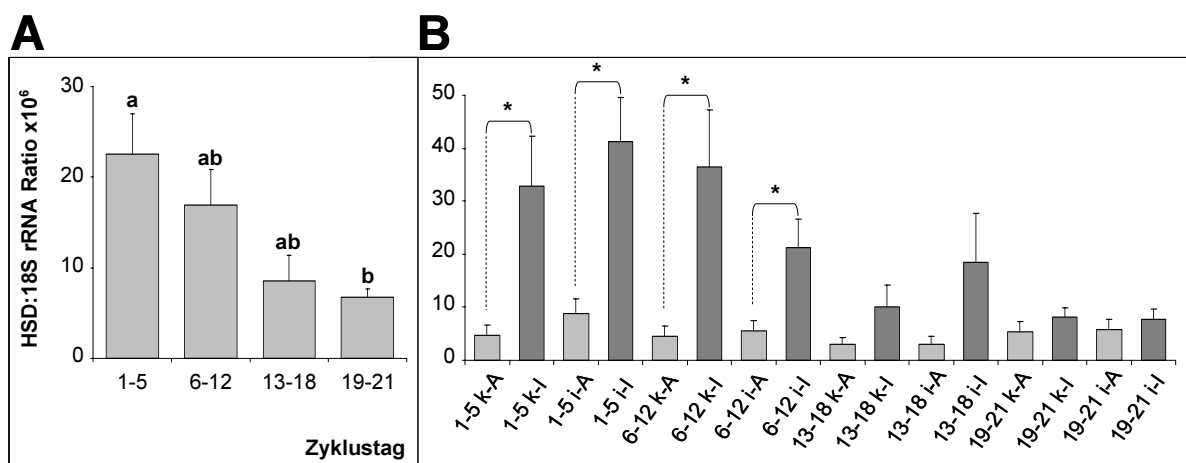 A
B
HSD:18S rRNA Ratio x10⁶
30
20
10
0
a
ab
ab
b
1-5 6-12 13-18 19-21
Zyklustag
50
40
30
20
10
0
*
*
*
*
1-5 k-A
1-5 k-I
1-5 i-A
1-5 i-I
6-12 k-A
6-12 k-I
6-12 i-A
6-12 i-I
13-18 k-A
13-18 k-I
13-18 i-A
13-18 i-I
19-21 k-A
19-21 k-I
19-21 i-A
19-21 i-I